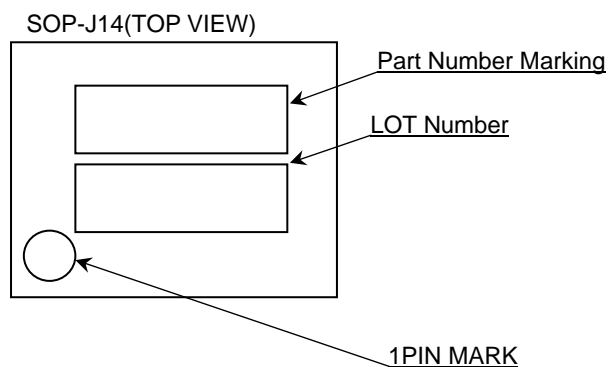 SOP-J14(TOP VIEW)
Part Number Marking
LOT Number
1PIN MARK